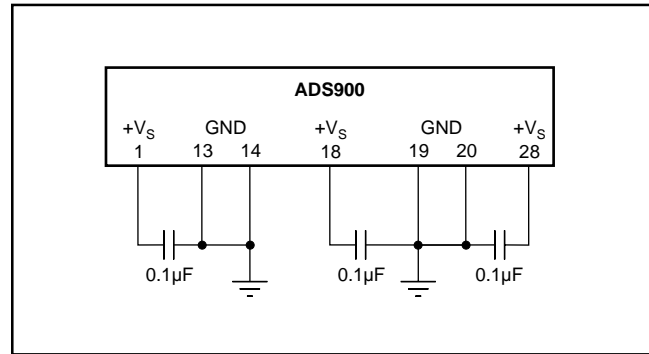 ADS900
+VS GND +VS GND +VS
1 13 14 18 19 20 28
0.1µF 0.1µF 0.1µF